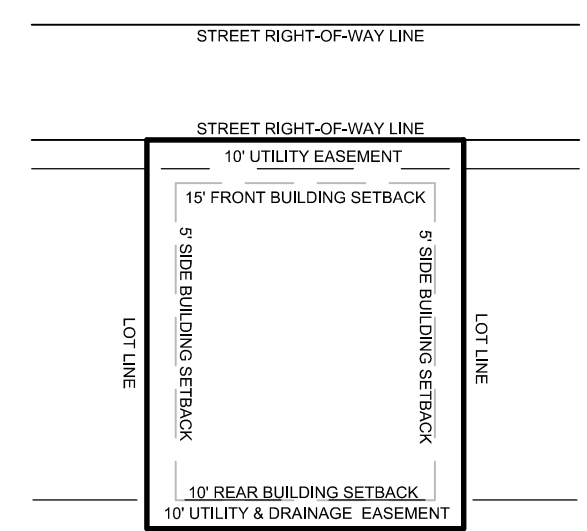 STREET RIGHT-OF-WAY LINE
STREET RIGHT-OF-WAY LINE
10' UTILITY EASEMENT
15' FRONT BUILDING SETBACK
5' SIDE BUILDING SETBACK
5' SIDE BUILDING SETBACK
LOT LINE
LOT LINE
10' REAR BUILDING SETBACK
10' UTILITY & DRAINAGE EASEMENT